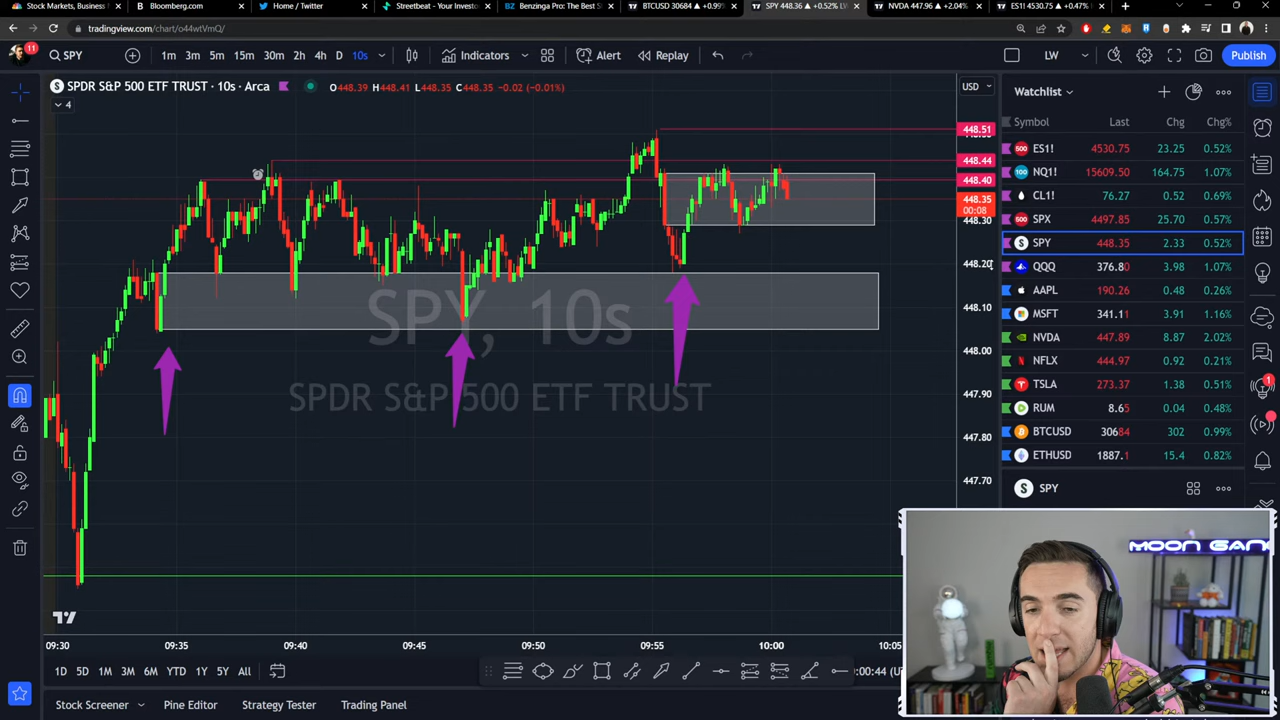 Stock Markets, Business
Bloomberg.com
Home / Twitter
Streetbeat - Your Investo
Benzinga Pro: The Best S
BTCUSD 30684 ▲ +0.99%
SPY 448.36 ▲ +0.52% LW
NVDA 447.96 ▲ +2.04%
ES1! 4530.75 ▲ +0.47%
tradingview.com/chart/o44wtVmQ/
11
SPY
1m 3m 5m 15m 30m 2h 4h D 10s
Indicators
Alert
Replay
LW
Publish
SPDR S&P 500 ETF TRUST · 10s · Arca
O448.39 H448.41 L448.35 C448.35 -0.02 (-0.01%)
4
USD
448.51
448.44
448.40
448.35
00:08
448.30
448.20
448.10
448.00
447.90
447.80
447.70
SPY, 10s
SPDR S&P 500 ETF TRUST
09:30 09:35 09:40 09:45 09:50 09:55 10:00 10:05
1D 5D 1M 3M 6M YTD 1Y 5Y All
Stock Screener
Pine Editor
Strategy Tester
Trading Panel
Watchlist
Symbol Last Chg Chg%
ES1! 4530.75 23.25 0.52%
NQ1! 15609.50 164.75 1.07%
CL1! 76.27 0.52 0.69%
SPX 4497.85 25.70 0.57%
SPY 448.35 2.33 0.52%
QQQ 376.80 3.98 1.07%
AAPL 190.26 0.48 0.26%
MSFT 341.11 3.91 1.16%
NVDA 447.89 8.87 2.02%
NFLX 444.97 0.92 0.21%
TSLA 273.37 1.38 0.51%
RUM 8.65 0.04 0.48%
BTCUSD 30684 302 0.99%
ETHUSD 1887.1 15.4 0.82%
SPY
MOON GANG